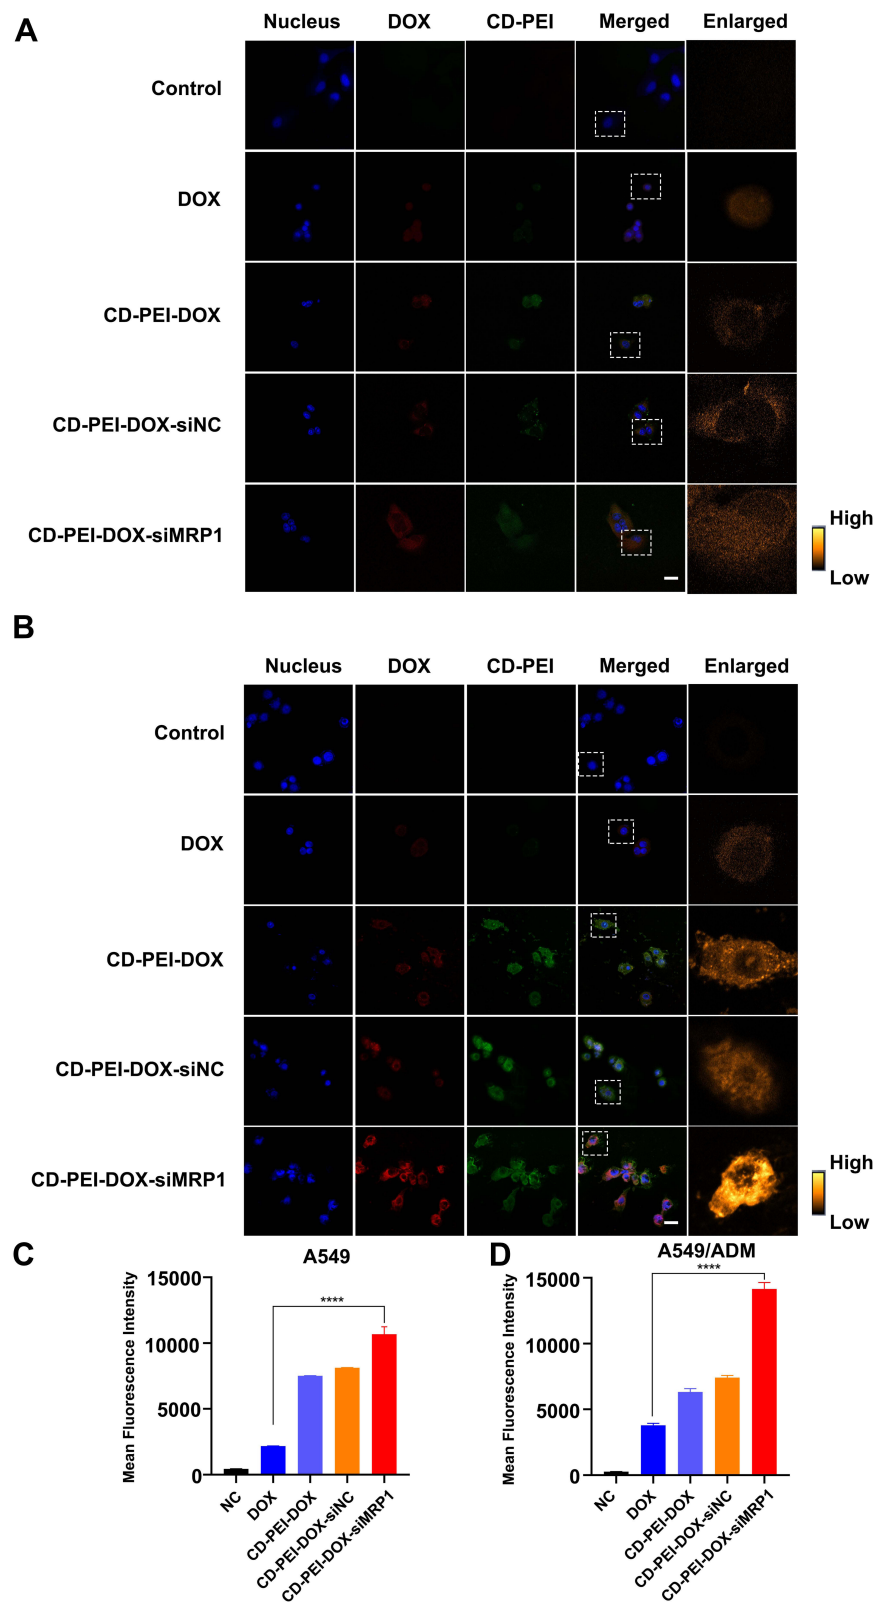 A
Nucleus DOX CD-PEI Merged Enlarged
Control
DOX
CD-PEI-DOX
CD-PEI-DOX-siNC
CD-PEI-DOX-siMRP1
High
Low
B
Nucleus DOX CD-PEI Merged Enlarged
Control
DOX
CD-PEI-DOX
CD-PEI-DOX-siNC
CD-PEI-DOX-siMRP1
High
Low
C
A549
Mean Fluorescence Intensity
15000
10000
5000
0
****
NC
DOX
CD-PEI-DOX
CD-PEI-DOX-siNC
CD-PEI-DOX-siMRP1
D
A549/ADM
Mean Fluorescence Intensity
15000
10000
5000
0
****
NC
DOX
CD-PEI-DOX
CD-PEI-DOX-siNC
CD-PEI-DOX-siMRP1